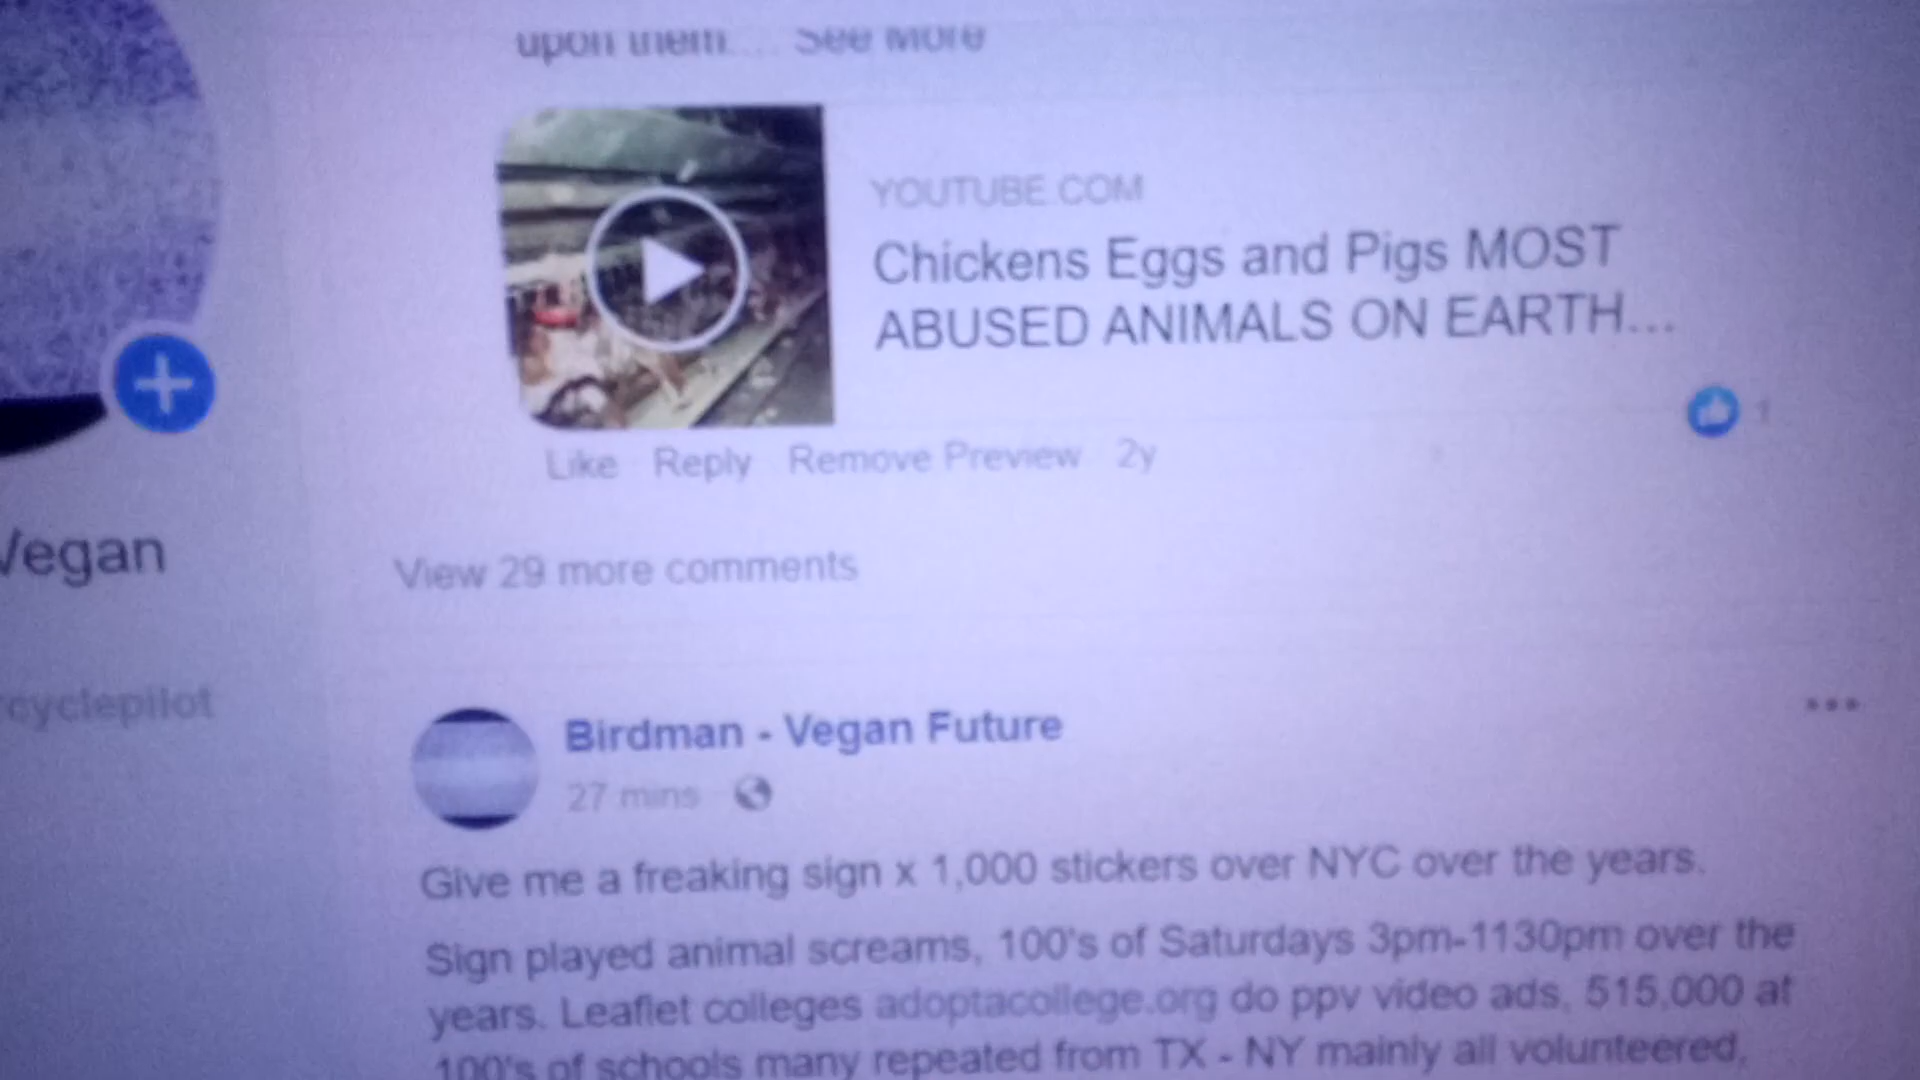 upon them... See More
YOUTUBE.COM
Chickens Eggs and Pigs MOST
ABUSED ANIMALS ON EARTH...
1
Like Reply Remove Preview 2y
View 29 more comments
Vegan
cyclepilot
Birdman - Vegan Future
27 mins
Give me a freaking sign x 1,000 stickers over NYC over the years.
Sign played animal screams, 100's of Saturdays 3pm-1130pm over the
years. Leaflet colleges adoptacollege.org do ppv video ads, 515,000 at
100's of schools many repeated from TX - NY mainly all volunteered,